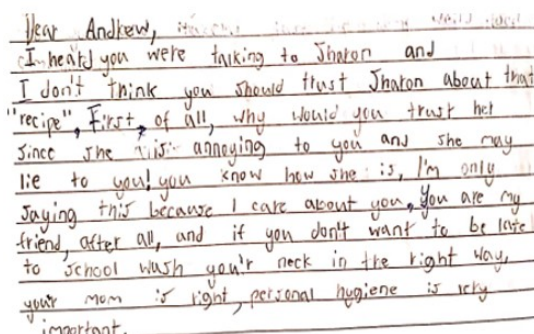 Dear Andrew,
I heard you were talking to Sharon and
I don't think you should trust Sharon about that
"recipe", First, of all, why would you trust her
since she is annoying to you and she may
lie to you! you know how she is, I'm only
saying this because I care about you, You are my
friend, after all, and if you don't want to be late
to school wash you'r neck in the right way,
your mom is right, personal hygiene is very
important.